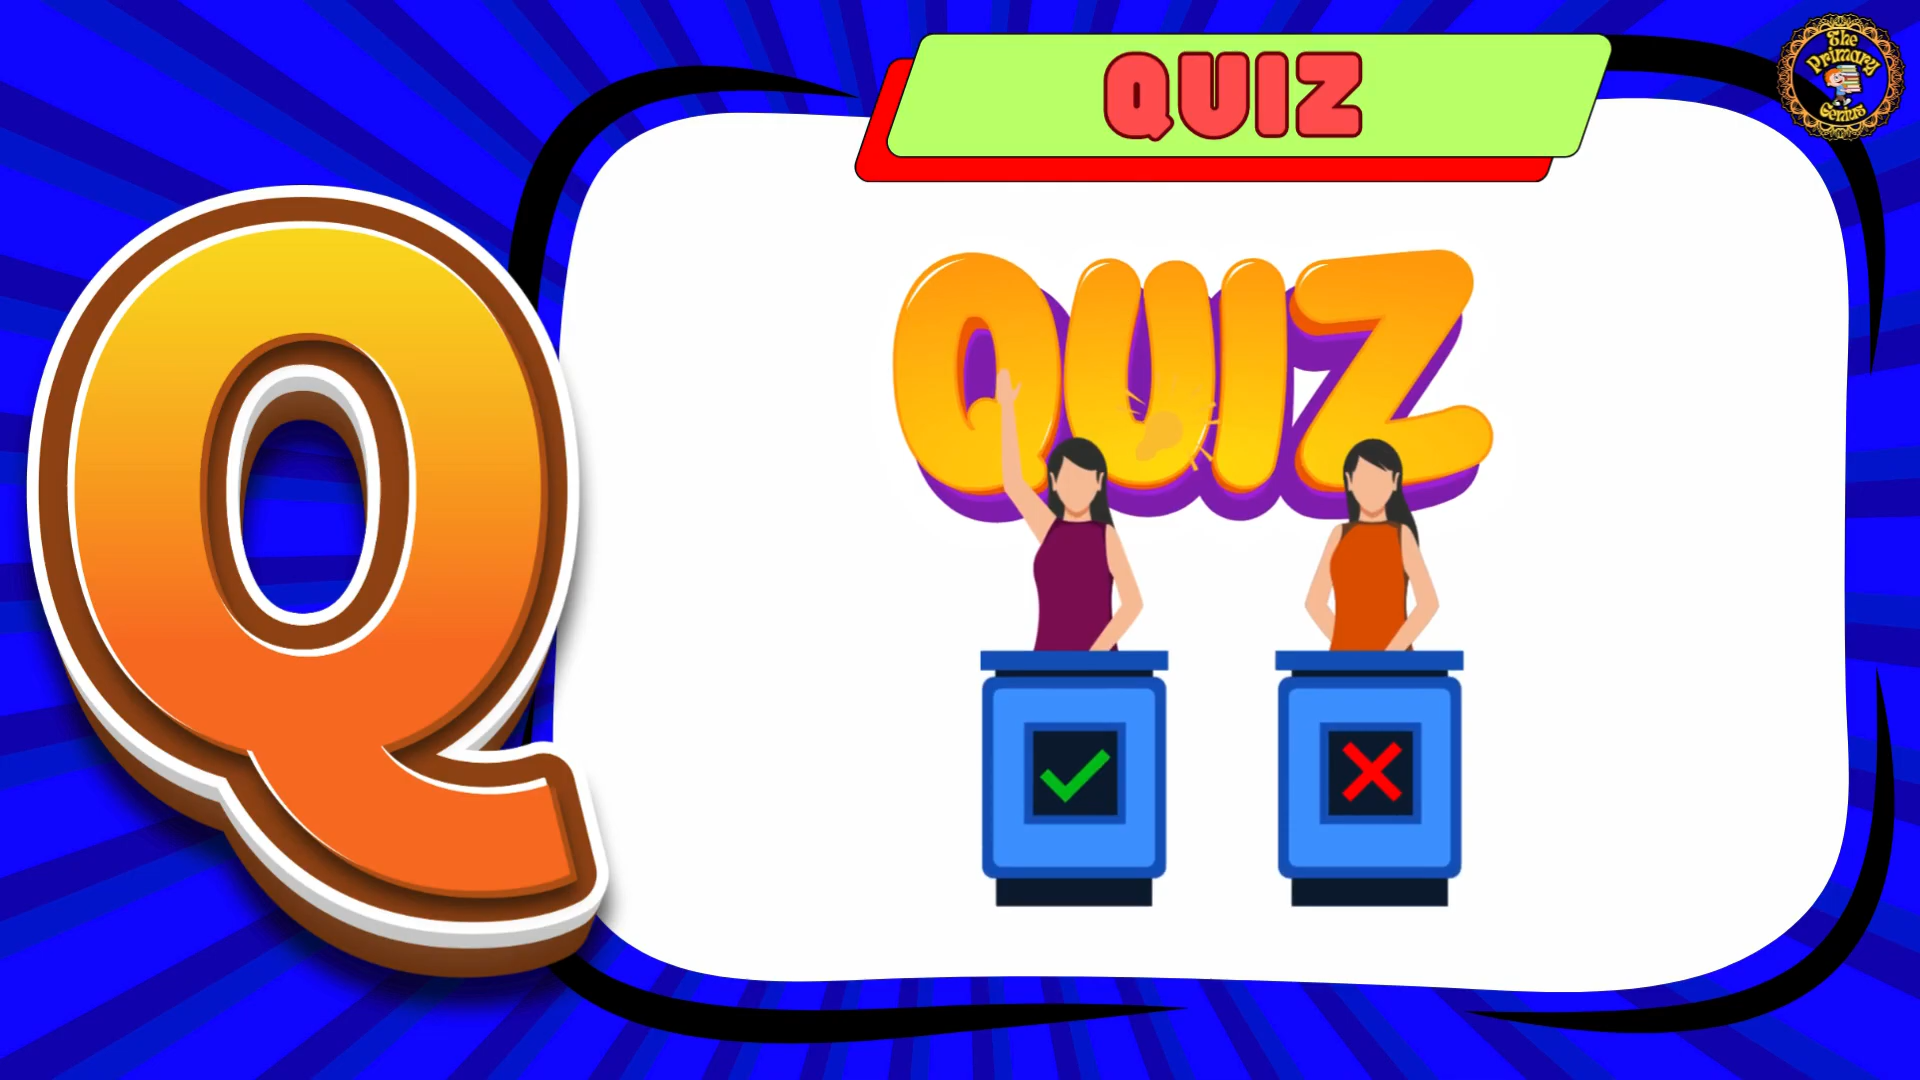 QUIZ
The
Primary
Genius
Q
QUIZ